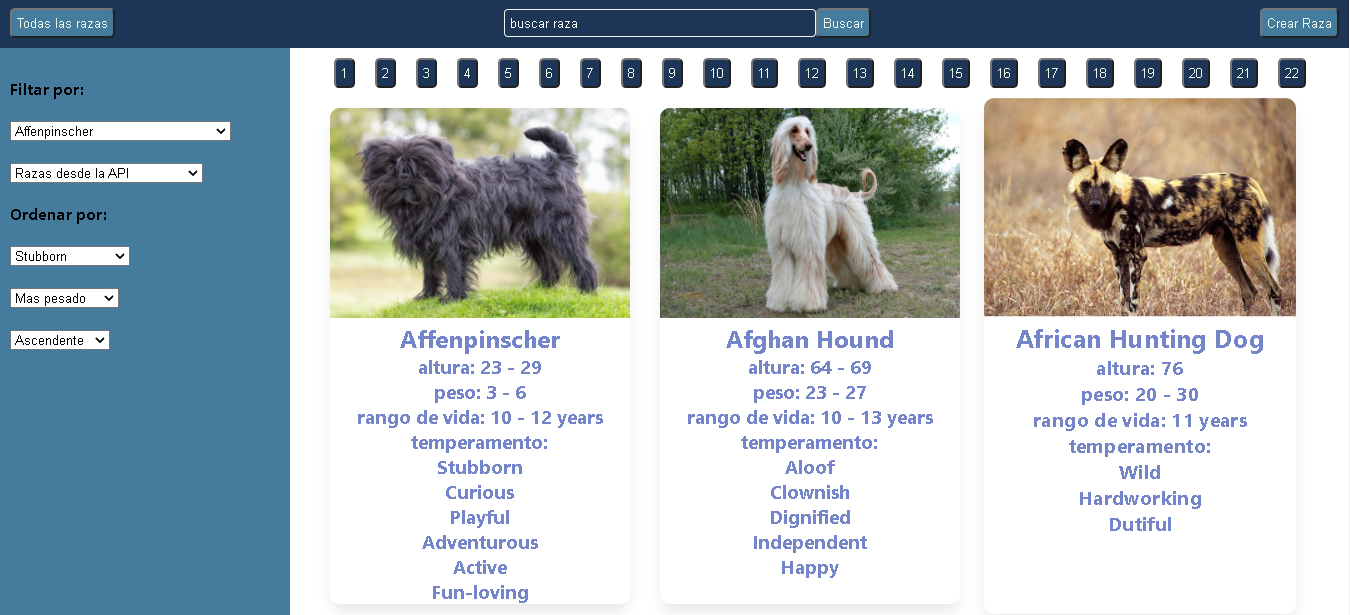 Todas las razas
buscar raza
Buscar
Crear Raza
Filtar por:
Affenpinscher
Razas desde la API
Ordenar por:
Stubborn
Mas pesado
Ascendente
1 2 3 4 5 6 7 8 9 10 11 12 13 14 15 16 17 18 19 20 21 22
Affenpinscher
altura: 23 - 29
peso: 3 - 6
rango de vida: 10 - 12 years
temperamento:
Stubborn
Curious
Playful
Adventurous
Active
Fun-loving
Afghan Hound
altura: 64 - 69
peso: 23 - 27
rango de vida: 10 - 13 years
temperamento:
Aloof
Clownish
Dignified
Independent
Happy
African Hunting Dog
altura: 76
peso: 20 - 30
rango de vida: 11 years
temperamento:
Wild
Hardworking
Dutiful